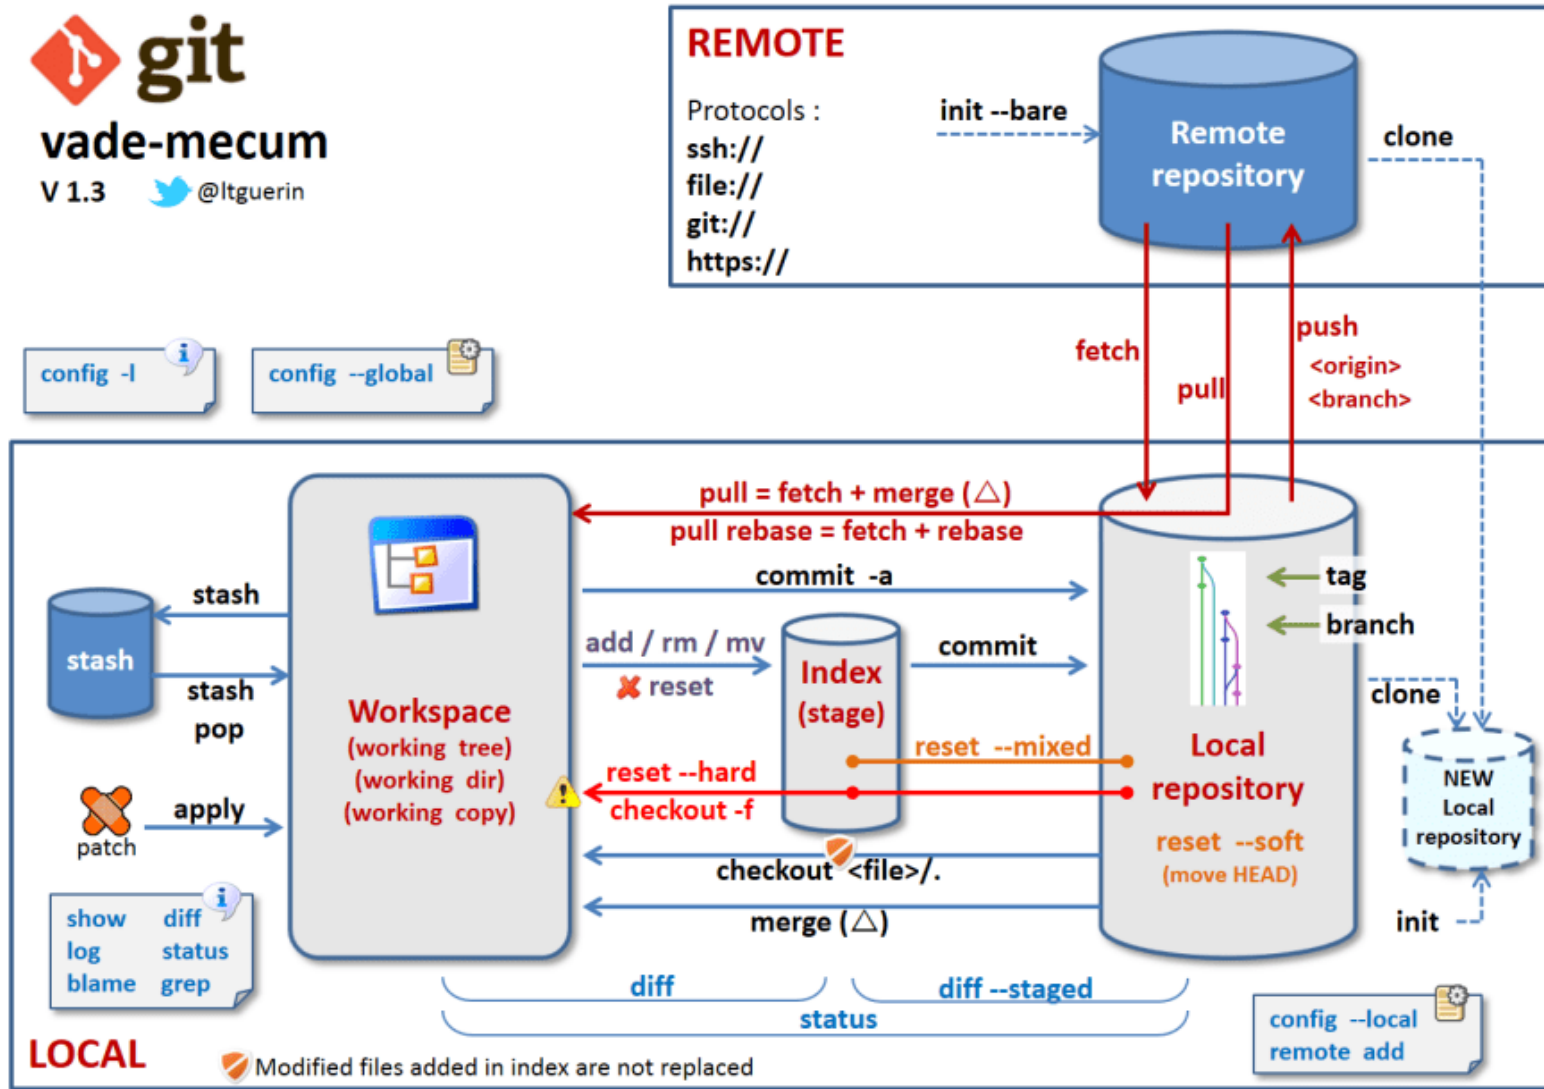 git
vade-mecum
V 1.3
@ltguerin
REMOTE
Protocols :
ssh://
file://
git://
https://
init --bare
Remote
repository
clone
fetch
pull
push
<origin>
<branch>
config -l
config --global
pull = fetch + merge (△)
pull rebase = fetch + rebase
commit -a
stash
stash
stash
pop
add / rm / mv
reset
Index
(stage)
commit
tag
branch
clone
Workspace
(working tree)
(working dir)
(working copy)
reset --mixed
reset --hard
checkout -f
Local
repository
reset --soft
(move HEAD)
NEW
Local
repository
init
apply
patch
checkout <file>/.
merge (△)
show diff
log status
blame grep
diff
diff --staged
status
config --local
remote add
LOCAL
Modified files added in index are not replaced